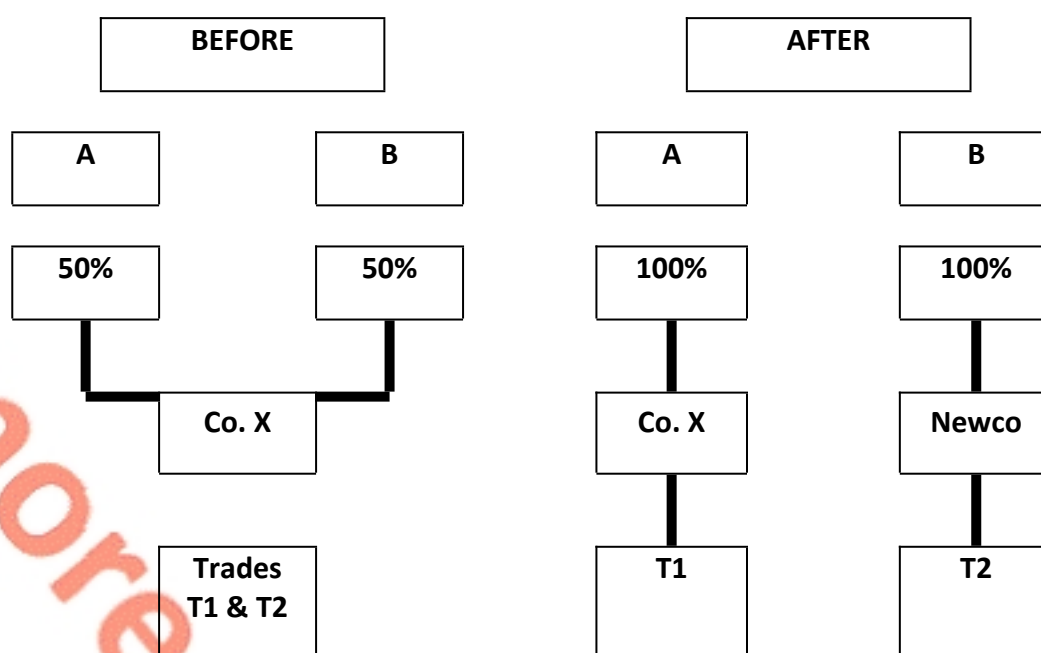 BEFORE
AFTER
A
B
A
B
50%
50%
100%
100%
Co. X
Co. X
Newco
Trades
T1 & T2
T1
T2